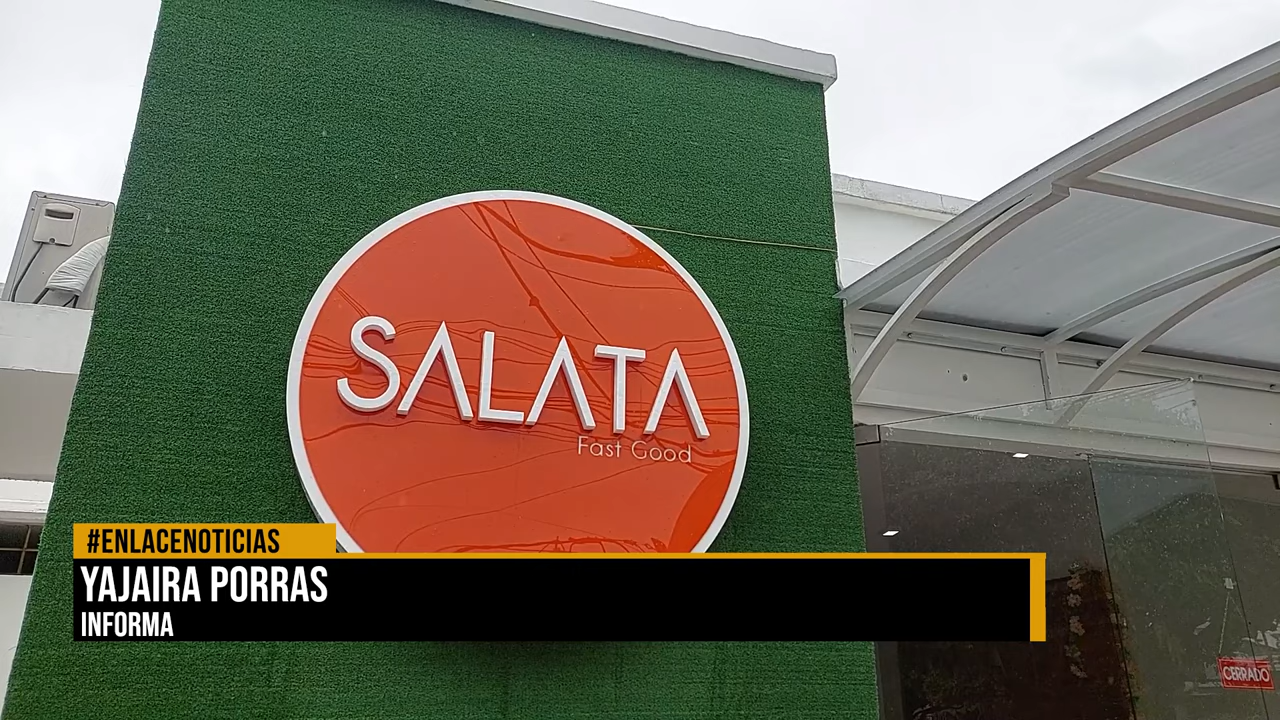 SALATA
Fast Good
#ENLACENOTICIAS
YAJAIRA PORRAS
INFORMA
CERRADO